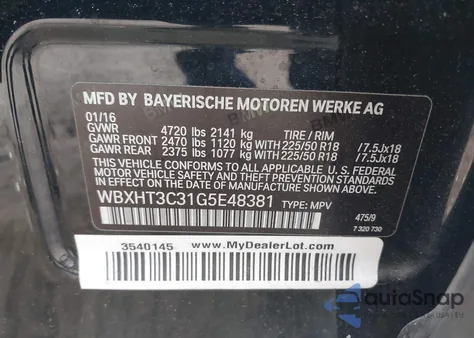 MFD BY BAYERISCHE MOTOREN WERKE AG
01/16
GVWR 4720 lbs 2141 kg TIRE / RIM
GAWR FRONT 2470 lbs 1120 kg WITH 225/50 R18 /7.5Jx18
GAWR REAR 2375 lbs 1077 kg WITH 225/50 R18 /7.5Jx18
THIS VEHICLE CONFORMS TO ALL APPLICABLE U.S. FEDERAL
MOTOR VEHICLE SAFETY, BUMPER, AND THEFT PREVENTION
STANDARDS IN EFFECT ON THE DATE OF MANUFACTURE SHOWN ABOVE.
WBXHT3C31G5E48381 TYPE: MPV
475/9
7 320 730
3540145 www.MyDealerLot.com
autoSnap